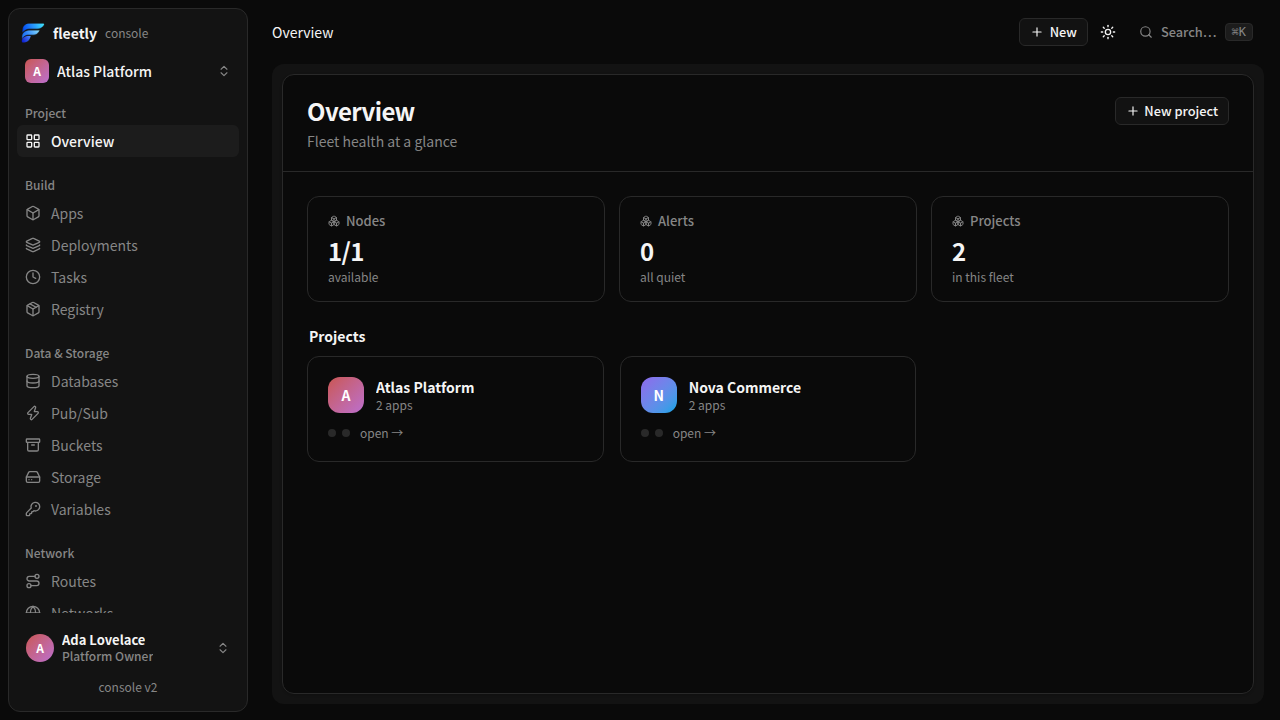 fleetly console
Atlas Platform
Project
Overview
Build
Apps
Deployments
Tasks
Registry
Data & Storage
Databases
Pub/Sub
Buckets
Storage
Variables
Network
Routes
Networks
A
Ada Lovelace
Platform Owner
console v2
Overview
New
Search… ⌘K
Overview
Fleet health at a glance
New project
Nodes
1/1
available
Alerts
0
all quiet
Projects
2
in this fleet
Projects
A
Atlas Platform
2 apps
open →
N
Nova Commerce
2 apps
open →